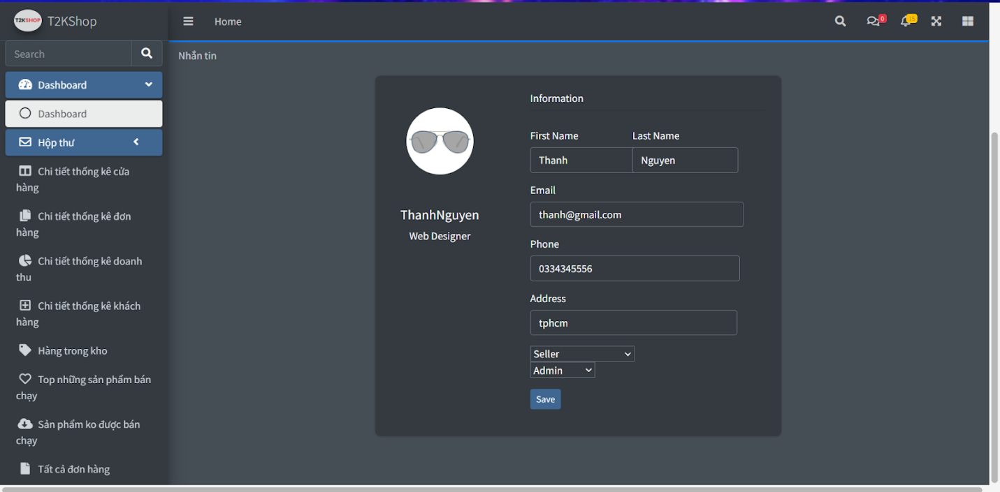 T2KSHOP T2KShop
Home
0
15
Search
Nhắn tin
Dashboard
Dashboard
Hộp thư
Chi tiết thống kê cửa
hàng
Chi tiết thống kê đơn
hàng
Chi tiết thống kê doanh
thu
Chi tiết thống kê khách
hàng
Hàng trong kho
Top những sản phẩm bán
chạy
Sản phẩm ko được bán
chạy
Tất cả đơn hàng
ThanhNguyen
Web Designer
Information
First Name Last Name
Thanh Nguyen
Email
thanh@gmail.com
Phone
0334345556
Address
tphcm
Seller
Admin
Save